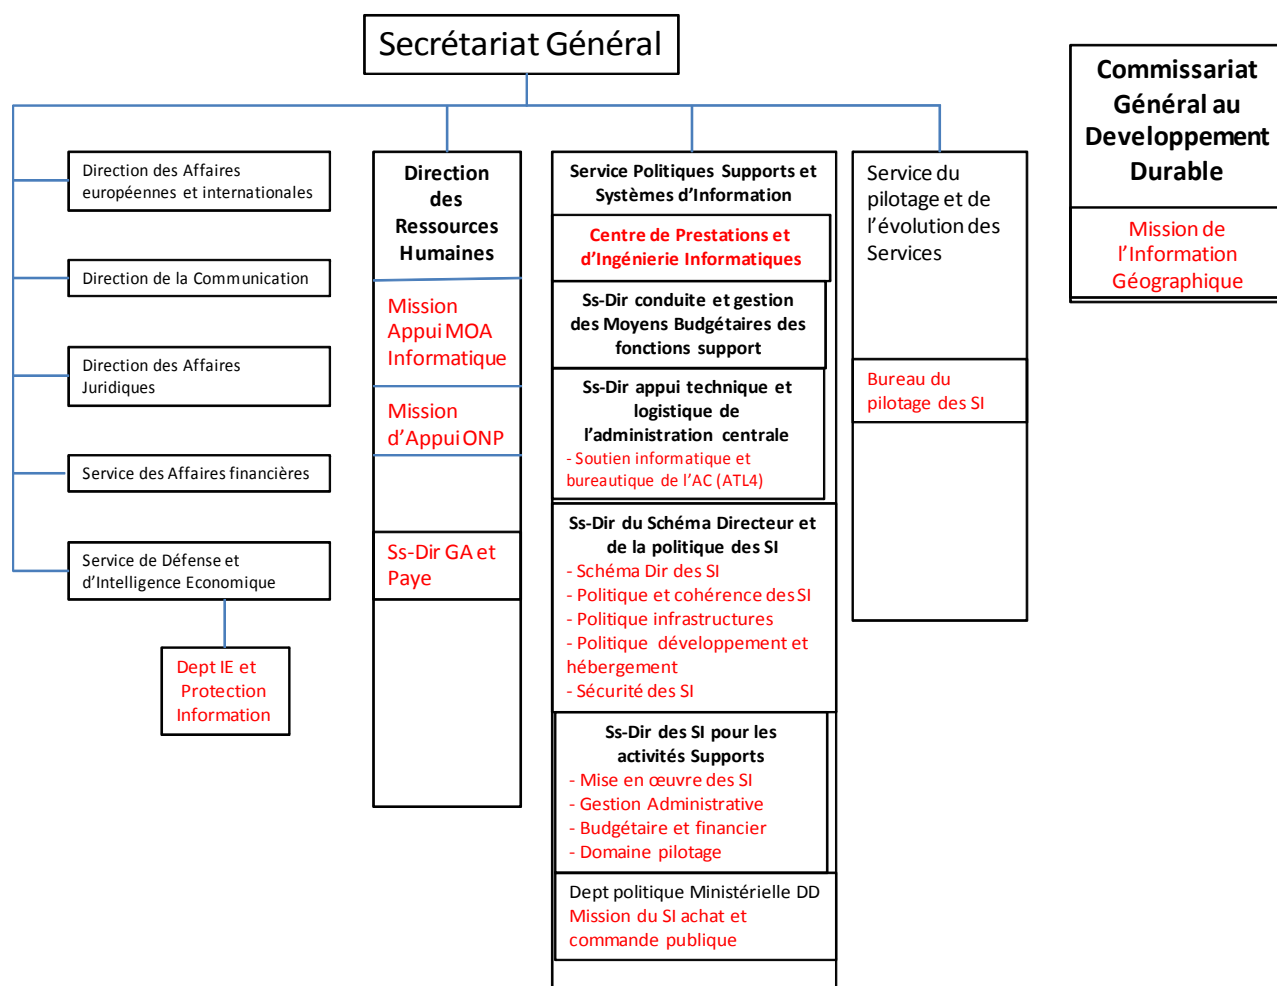 Secrétariat Général
Commissariat
Général au
Developpement
Durable
Mission de
l’Information
Géographique
Direction des Affaires
européennes et internationales
Direction de la Communication
Direction des Affaires
Juridiques
Service des Affaires financières
Service de Défense et
d’Intelligence Economique
Dept IE et
Protection
Information
Direction
des
Ressources
Humaines
Mission
Appui MOA
Informatique
Mission
d’Appui ONP
Ss-Dir GA et
Paye
Service Politiques Supports et
Systèmes d’Information
Centre de Prestations et
d’Ingénierie Informatiques
Ss-Dir conduite et gestion
des Moyens Budgétaires des
fonctions support
Ss-Dir appui technique et
logistique de
l’administration centrale
- Soutien informatique et
bureautique de l’AC (ATL4)
Ss-Dir du Schéma Directeur et
de la politique des SI
- Schéma Dir des SI
- Politique et cohérence des SI
- Politique infrastructures
- Politique développement et
hébergement
- Sécurité des SI
Ss-Dir des SI pour les
activités Supports
- Mise en œuvre des SI
- Gestion Administrative
- Budgétaire et financier
- Domaine pilotage
Dept politique Ministérielle DD
Mission du SI achat et
commande publique
Service du
pilotage et de
l’évolution des
Services
Bureau du
pilotage des SI